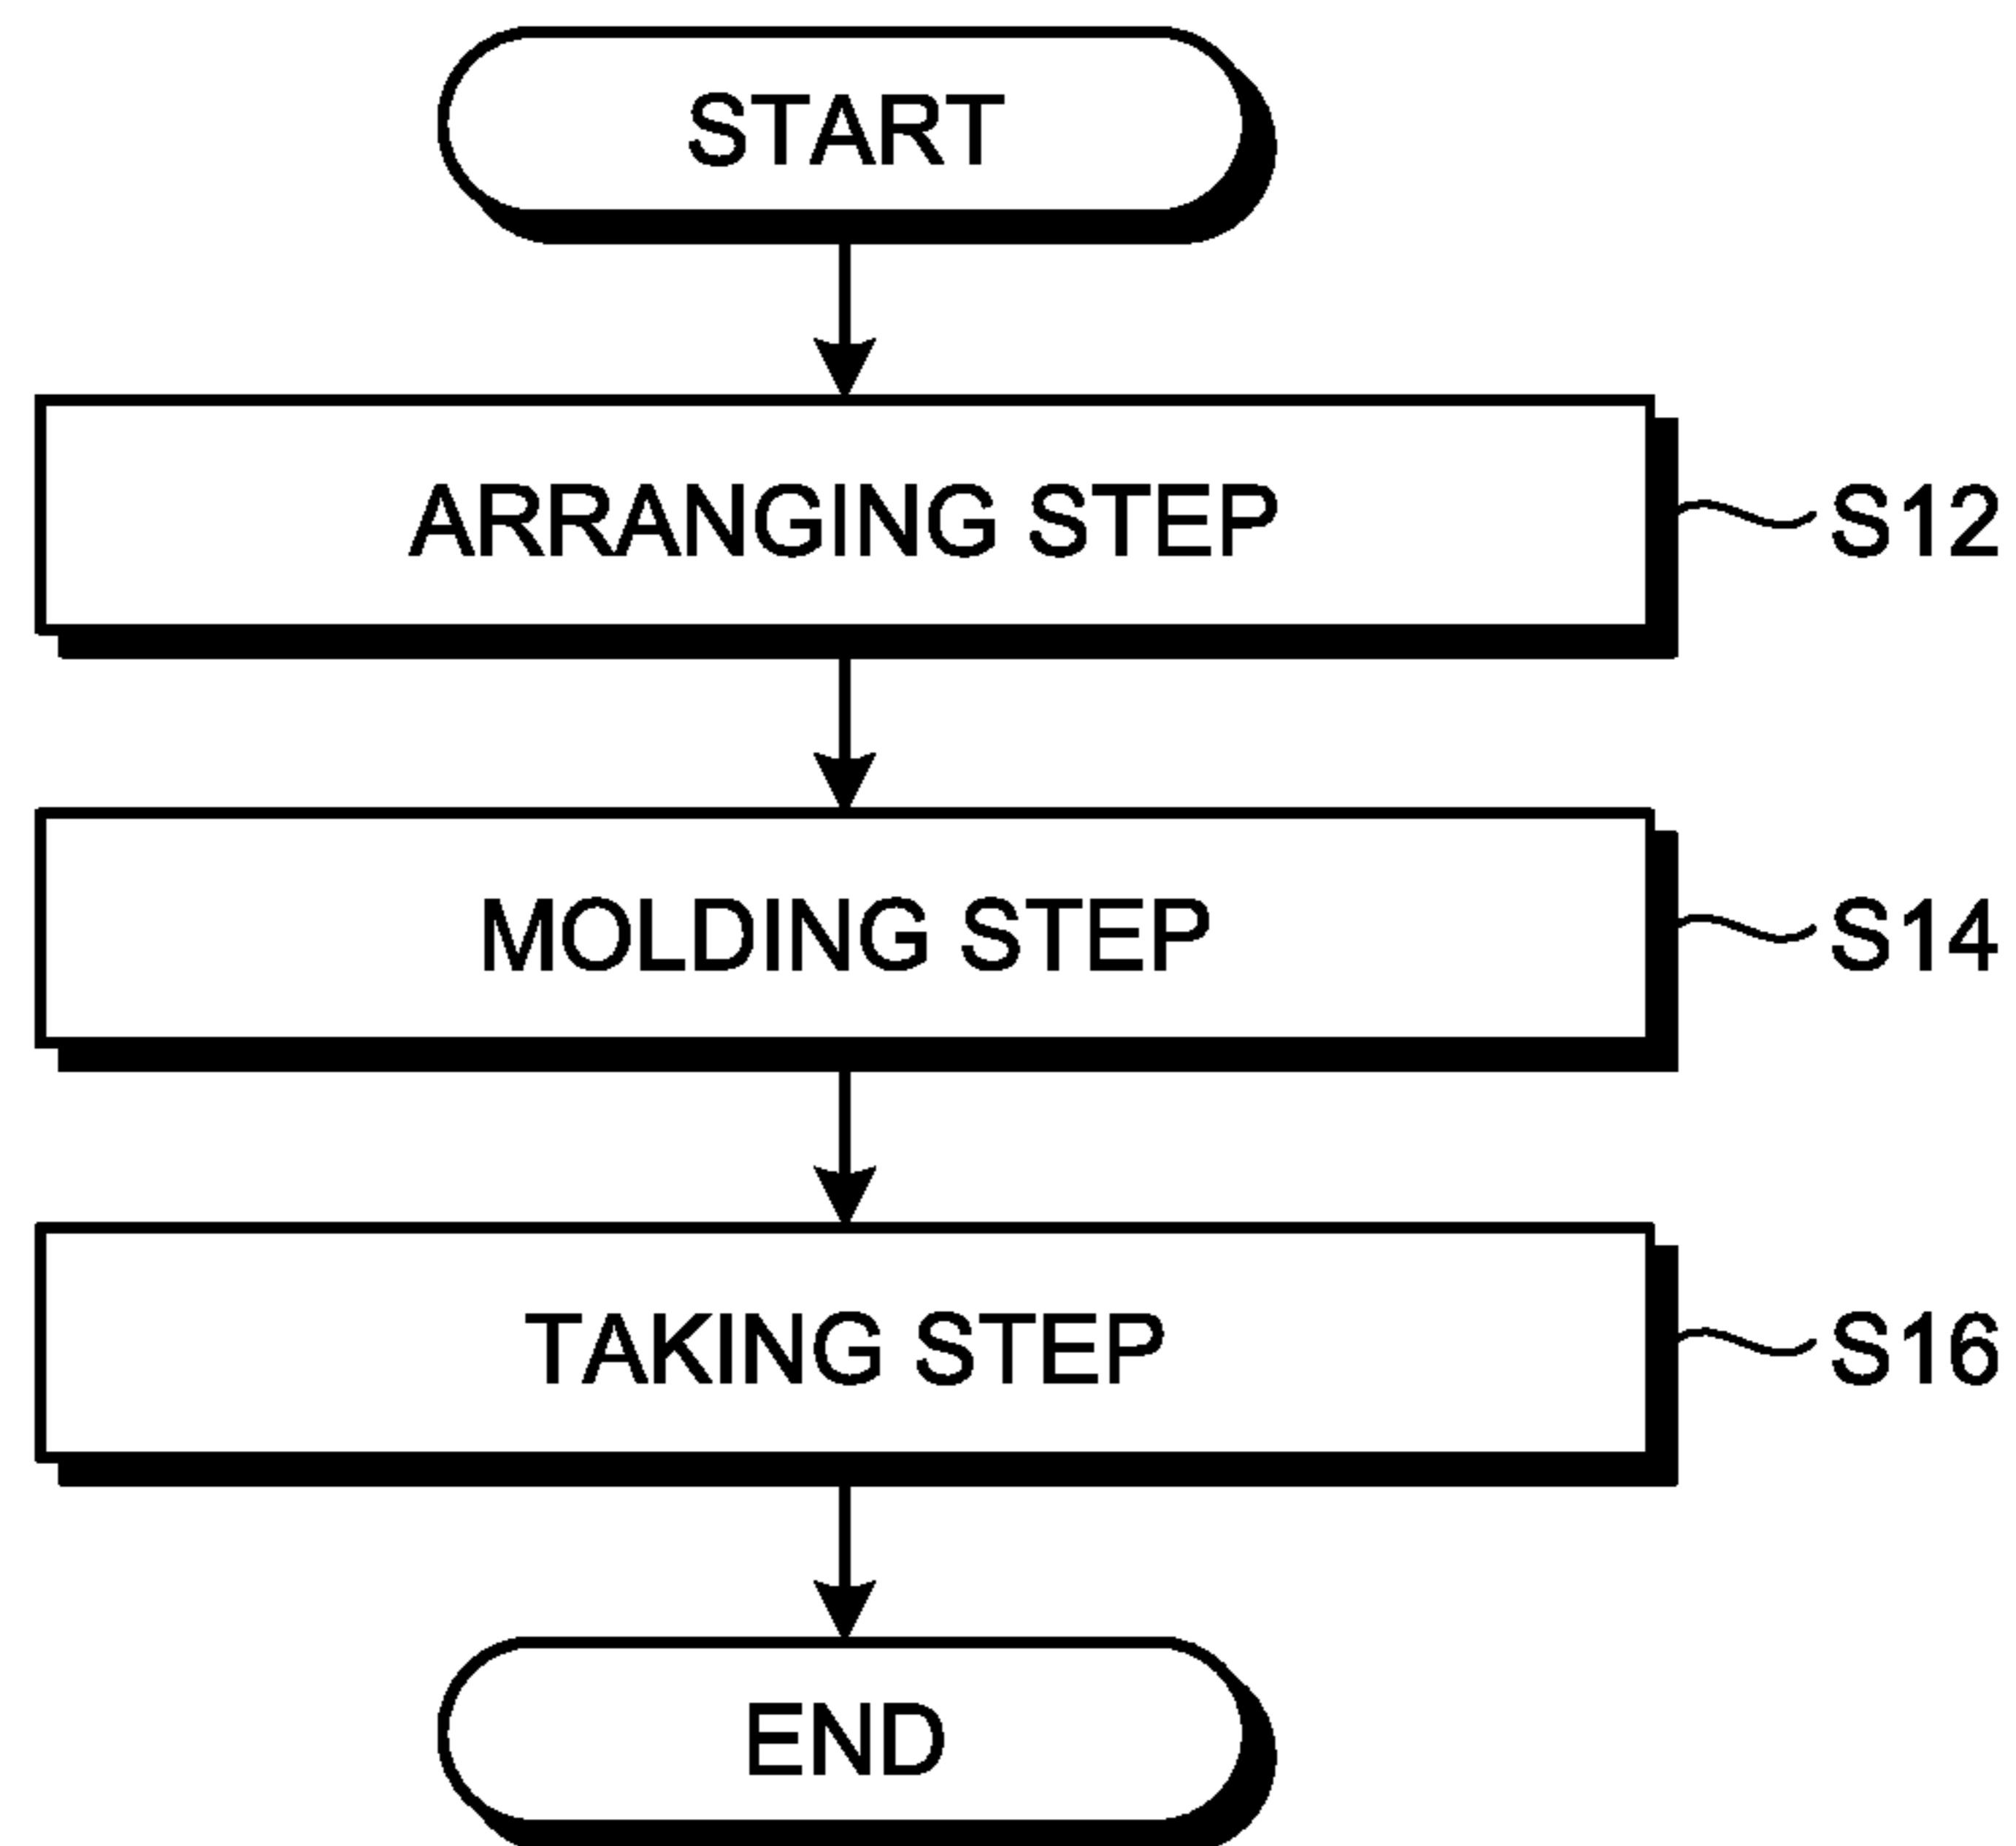 START
ARRANGING STEP
S12
MOLDING STEP
S14
TAKING STEP
S16
END